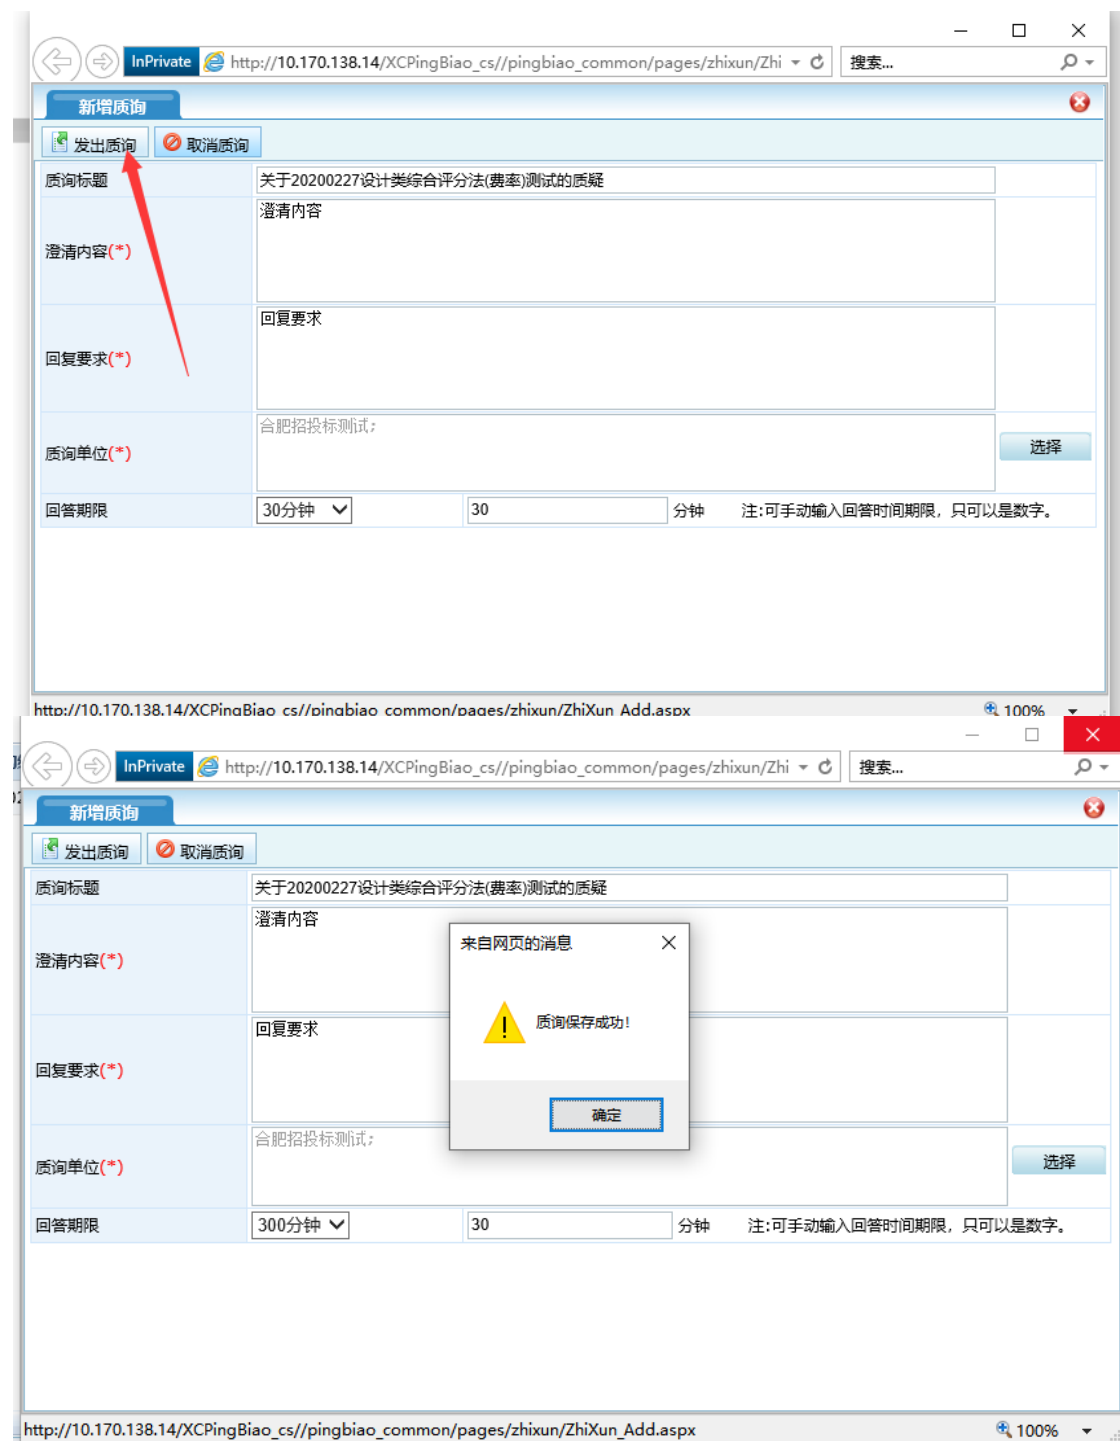 InPrivate http://10.170.138.14/XCPingBiao_cs//pingbiao_common/pages/zhixun/Zhi 搜索...
新增质询
发出质询 取消质询
质询标题 关于20200227设计类综合评分法(费率)测试的质疑
澄清内容
澄清内容(*)
回复要求
回复要求(*)
合肥招投标测试;
质询单位(*) 选择
回答期限 30分钟 30 分钟 注:可手动输入回答时间期限，只可以是数字。
http://10.170.138.14/XCPingBiao_cs//pingbiao_common/pages/zhixun/ZhiXun_Add.aspx 100%
InPrivate http://10.170.138.14/XCPingBiao_cs//pingbiao_common/pages/zhixun/Zhi 搜索...
新增质询
发出质询 取消质询
质询标题 关于20200227设计类综合评分法(费率)测试的质疑
澄清内容
来自网页的消息
澄清内容(*)
质询保存成功!
回复要求
回复要求(*)
确定
合肥招投标测试;
质询单位(*) 选择
回答期限 300分钟 30 分钟 注:可手动输入回答时间期限，只可以是数字。
http://10.170.138.14/XCPingBiao_cs//pingbiao_common/pages/zhixun/ZhiXun_Add.aspx 100%